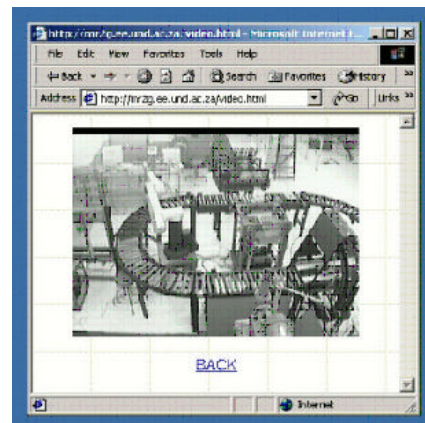 http://mrzg.ee.und.ac.za/video.html - Microsoft Internet E...
File Edit View Favorites Tools Help
Back Search Favorites History »
Address http://mrzg.ee.und.ac.za/video.html Go Links »
BACK
Internet